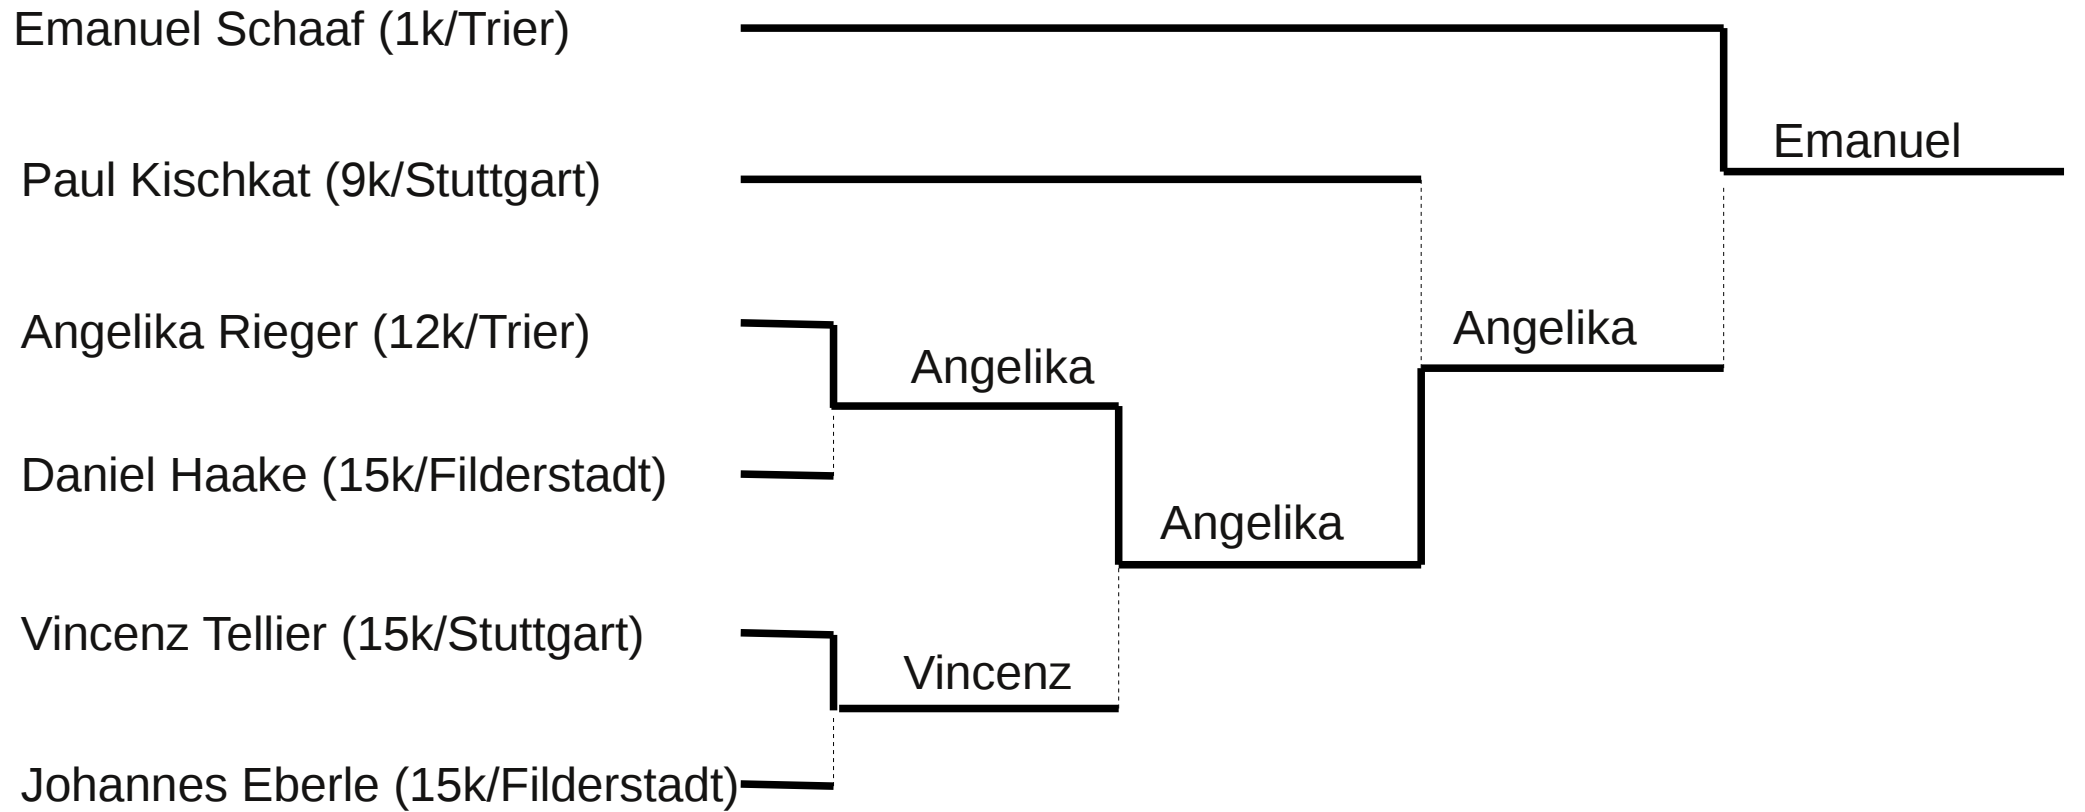 Emanuel Schaaf (1k/Trier)
Emanuel
Paul Kischkat (9k/Stuttgart)
Angelika Rieger (12k/Trier)
Angelika
Angelika
Daniel Haake (15k/Filderstadt)
Angelika
Vincenz Tellier (15k/Stuttgart)
Vincenz
Johannes Eberle (15k/Filderstadt)